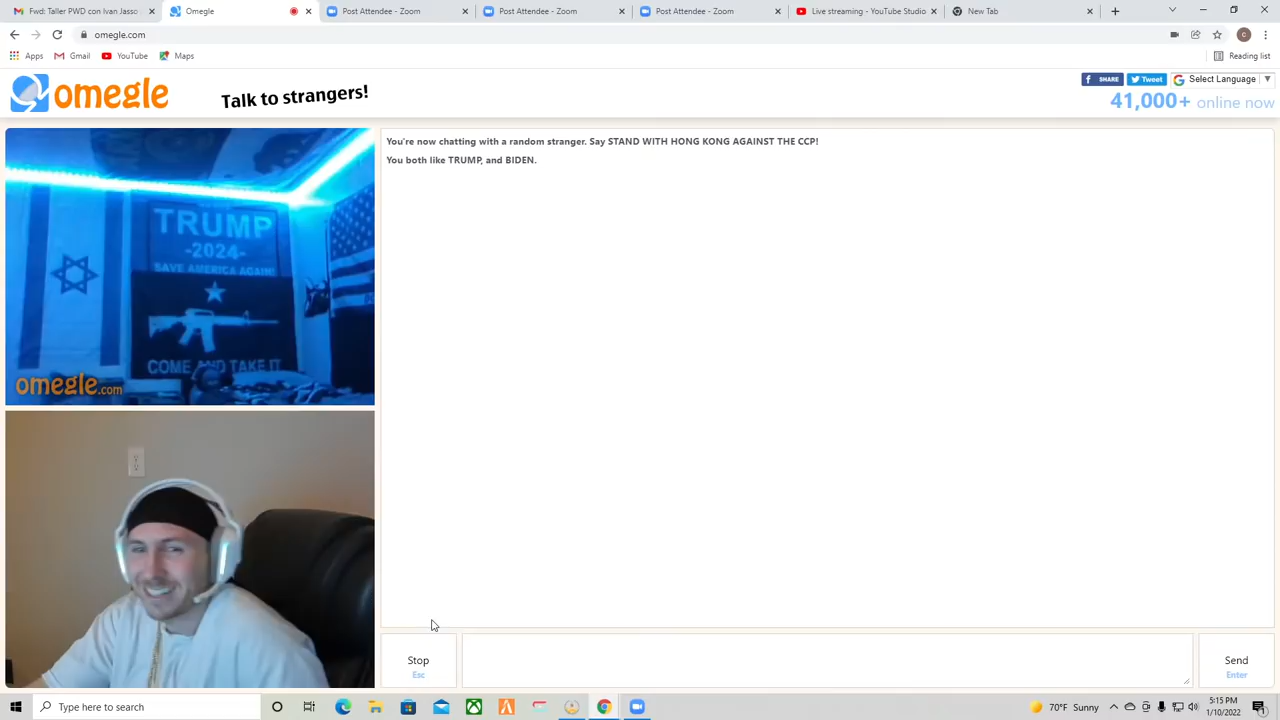 Fwd: Taller PWD con Ivan Jasso
Omegle
Post Attendee - Zoom
Post Attendee - Zoom
Post Attendee - Zoom
Live streaming - YouTube Studio
New Tab
omegle.com
Apps
Gmail
YouTube
Maps
Reading list
omegle
Talk to strangers!
SHARE
Tweet
Select Language
41,000+ online now
TRUMP
-2024-
SAVE AMERICA AGAIN!
COME AND TAKE IT
omegle.com
You're now chatting with a random stranger. Say STAND WITH HONG KONG AGAINST THE CCP!
You both like TRUMP, and BIDEN.
Stop
Esc
Send
Enter
Type here to search
70°F Sunny
5:15 PM
1/10/2022